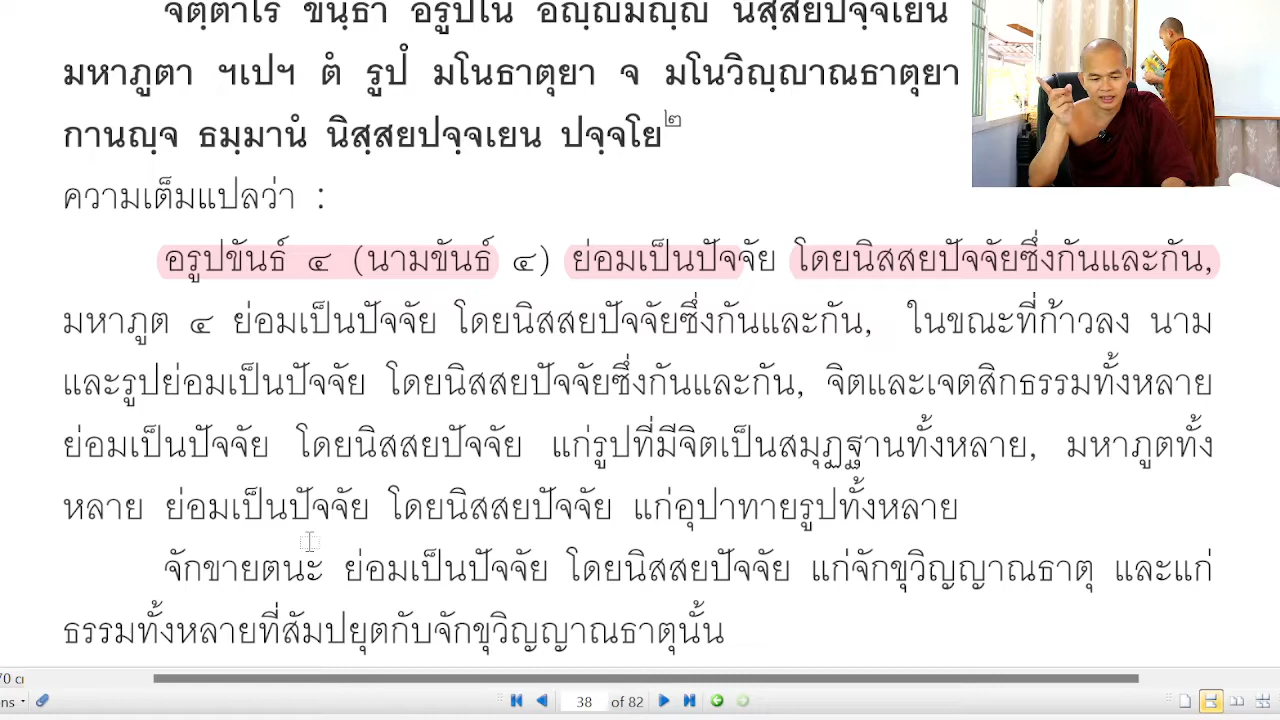 จตฺตาโร ขนฺธา อรูปิโน อญฺญมญฺญํ นิสฺสยปจฺจเยน
มหาภูตา ฯเปฯ ตํ รูปํ มโนธาตุยา จ มโนวิญฺญาณธาตุยา
กานญฺจ ธมฺมานํ นิสฺสยปจฺจเยน ปจฺจโย๒
ความเต็มแปลว่า :
อรูปขันธ์ ๔ (นามขันธ์ ๔) ย่อมเป็นปัจจัย โดยนิสสยปัจจัยซึ่งกันและกัน,
มหาภูต ๔ ย่อมเป็นปัจจัย โดยนิสสยปัจจัยซึ่งกันและกัน, ในขณะที่ก้าวลง นาม
และรูปย่อมเป็นปัจจัย โดยนิสสยปัจจัยซึ่งกันและกัน, จิตและเจตสิกธรรมทั้งหลาย
ย่อมเป็นปัจจัย โดยนิสสยปัจจัย แก่รูปที่มีจิตเป็นสมุฏฐานทั้งหลาย, มหาภูตทั้ง
หลาย ย่อมเป็นปัจจัย โดยนิสสยปัจจัย แก่อุปาทายรูปทั้งหลาย
จักขายตนะ ย่อมเป็นปัจจัย โดยนิสสยปัจจัย แก่จักขุวิญญาณธาตุ และแก่
ธรรมทั้งหลายที่สัมปยุตกับจักขุวิญญาณธาตุนั้น
38 of 82